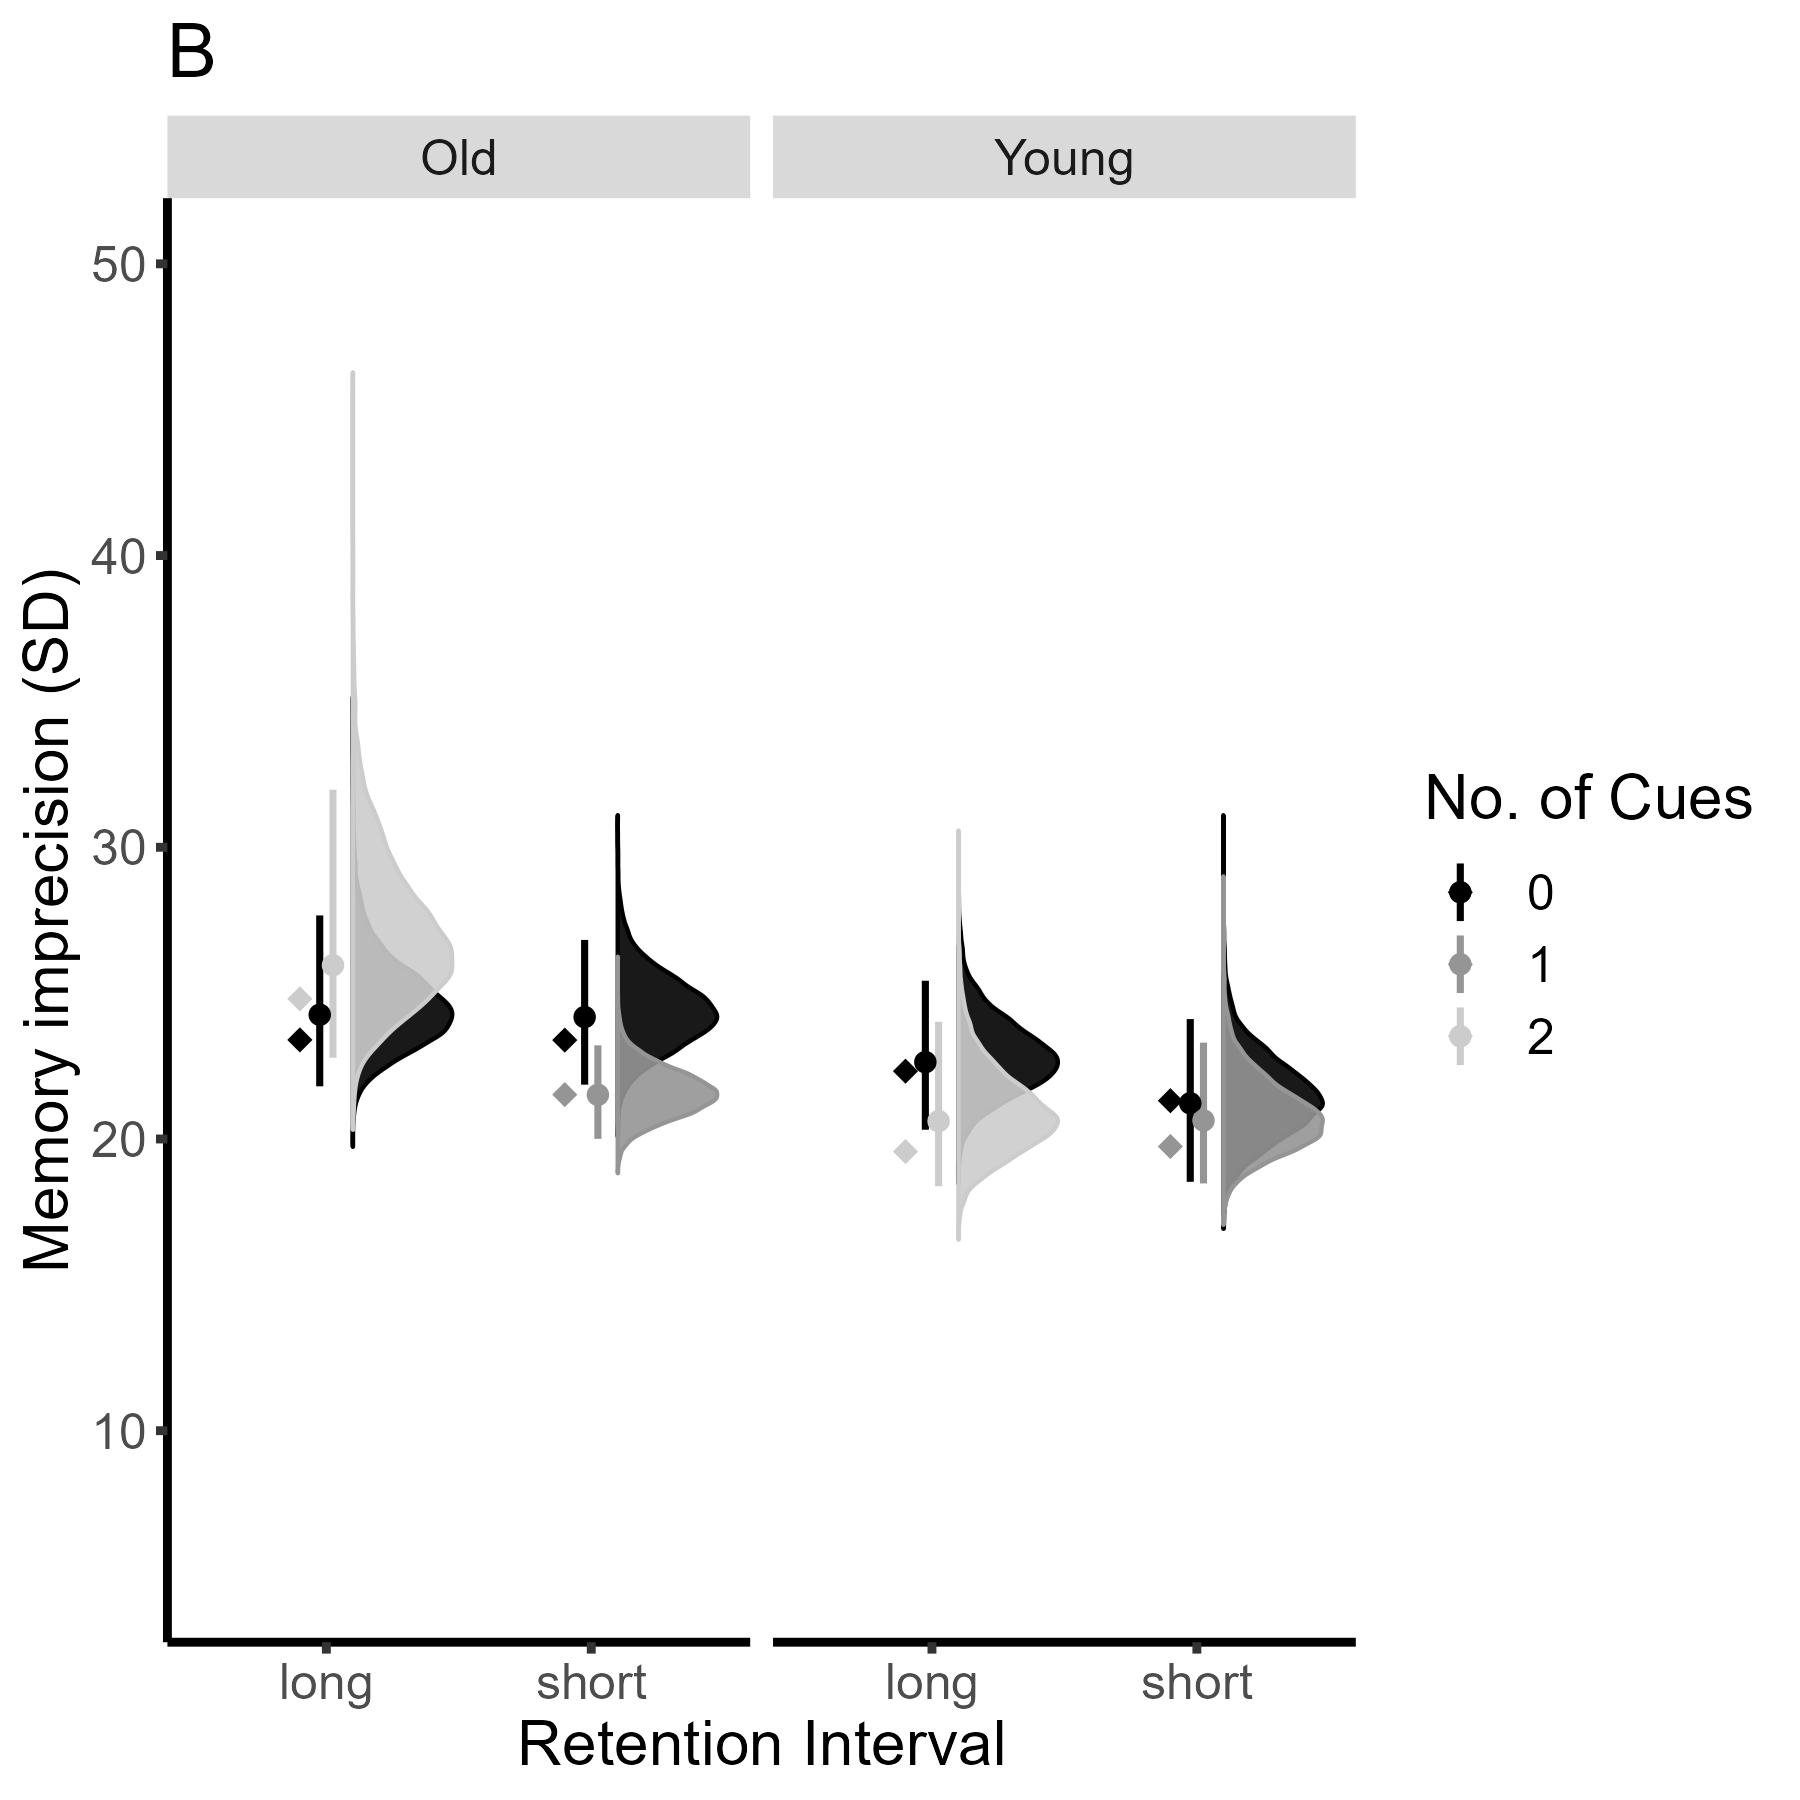 B
Old
Young
50
40
30
20
10
Memory imprecision (SD)
long
short
long
short
Retention Interval
No. of Cues
0
1
2